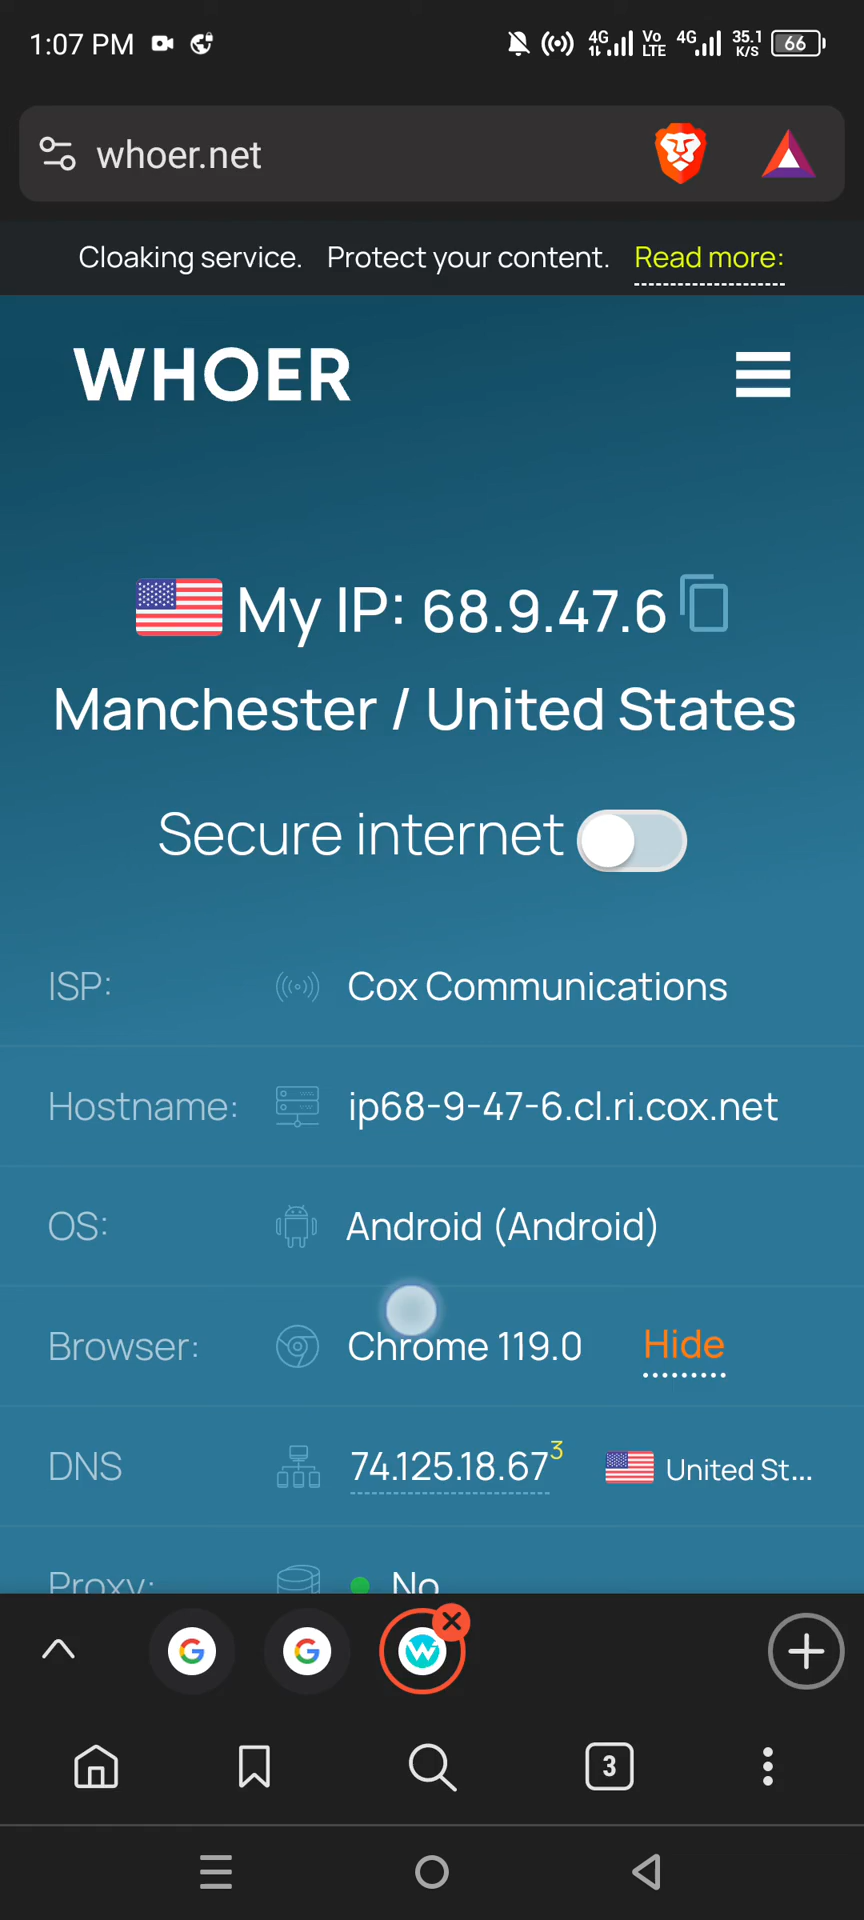 1:07 PM 4G Vo LTE 4G 35.1 K/S 66
whoer.net
Cloaking service. Protect your content. Read more:
WHOER
My IP: 68.9.47.6
Manchester / United States
Secure internet
ISP: Cox Communications
Hostname: ip68-9-47-6.cl.ri.cox.net
OS: Android (Android)
Browser: Chrome 119.0 Hide
DNS 74.125.18.67 3 United St...
Proxy: No
3